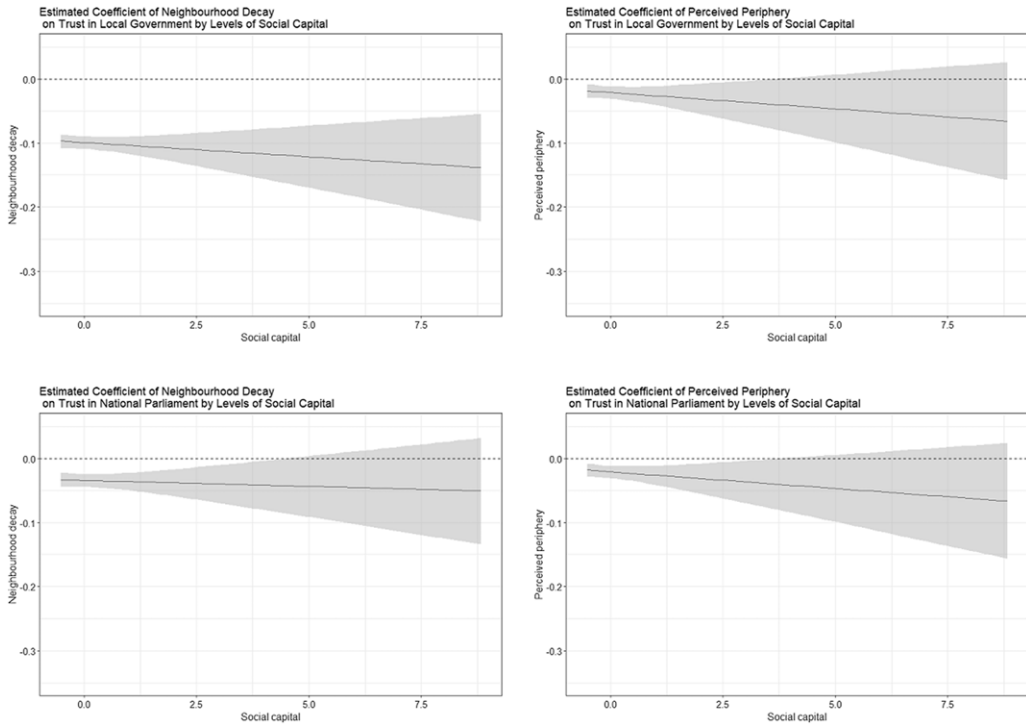 Estimated Coefficient of Neighbourhood Decay
on Trust in Local Government by Levels of Social Capital
0.0
-0.1
-0.2
-0.3
Neighbourhood decay
0.0 2.5 5.0 7.5
Social capital
Estimated Coefficient of Perceived Periphery
on Trust in Local Government by Levels of Social Capital
0.0
-0.1
-0.2
-0.3
Perceived periphery
0.0 2.5 5.0 7.5
Social capital
Estimated Coefficient of Neighbourhood Decay
on Trust in National Parliament by Levels of Social Capital
0.0
-0.1
-0.2
-0.3
Neighbourhood decay
0.0 2.5 5.0 7.5
Social capital
Estimated Coefficient of Perceived Periphery
on Trust in National Parliament by Levels of Social Capital
0.0
-0.1
-0.2
-0.3
Perceived periphery
0.0 2.5 5.0 7.5
Social capital